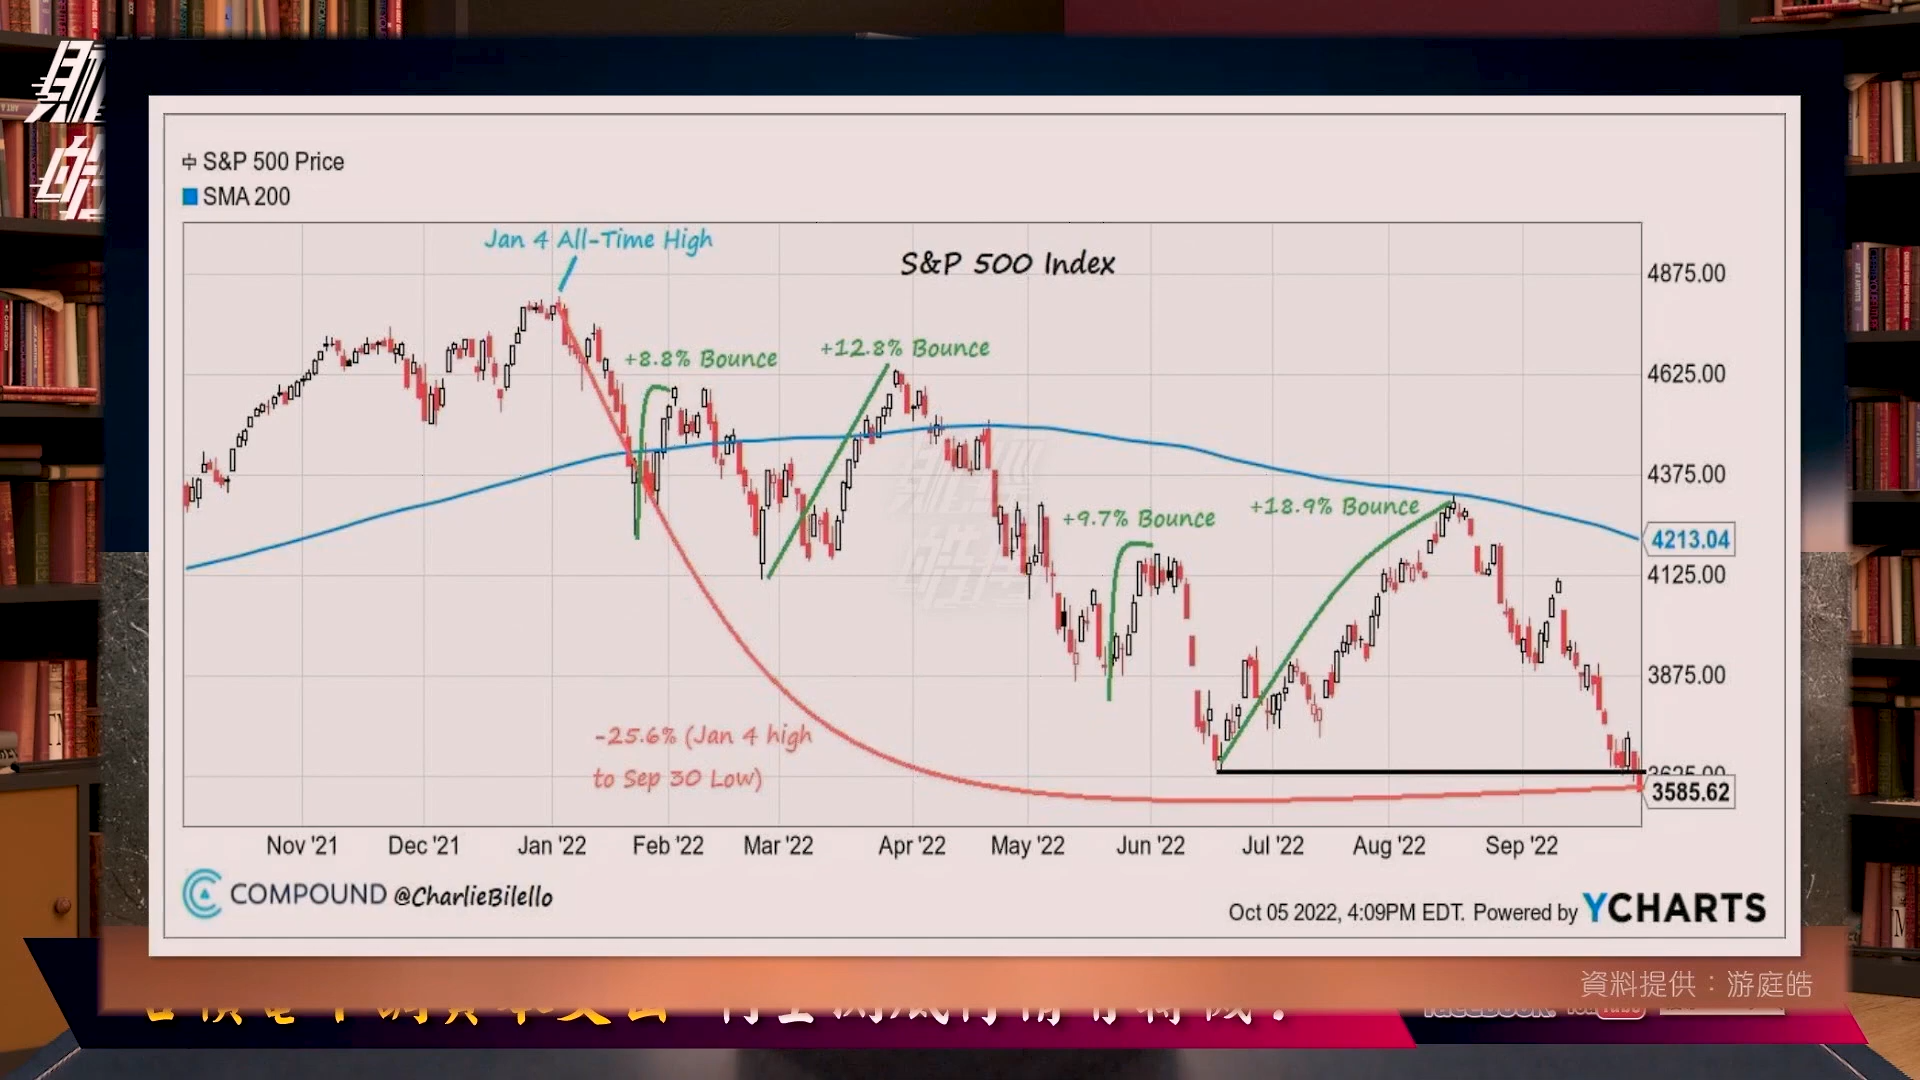 財
皓
S&P 500 Price
SMA 200
Jan 4 All-Time High
S&P 500 Index
+8.8% Bounce
+12.8% Bounce
+9.7% Bounce
+18.9% Bounce
-25.6% (Jan 4 high
to Sep 30 Low)
4875.00
4625.00
4375.00
4213.04
4125.00
3875.00
3625.00
3585.62
Nov '21 Dec '21 Jan '22 Feb '22 Mar '22 Apr '22 May '22 Jun '22 Jul '22 Aug '22 Sep '22
COMPOUND @CharlieBilello
Oct 05 2022, 4:09PM EDT. Powered by YCHARTS
資料提供：游庭皓